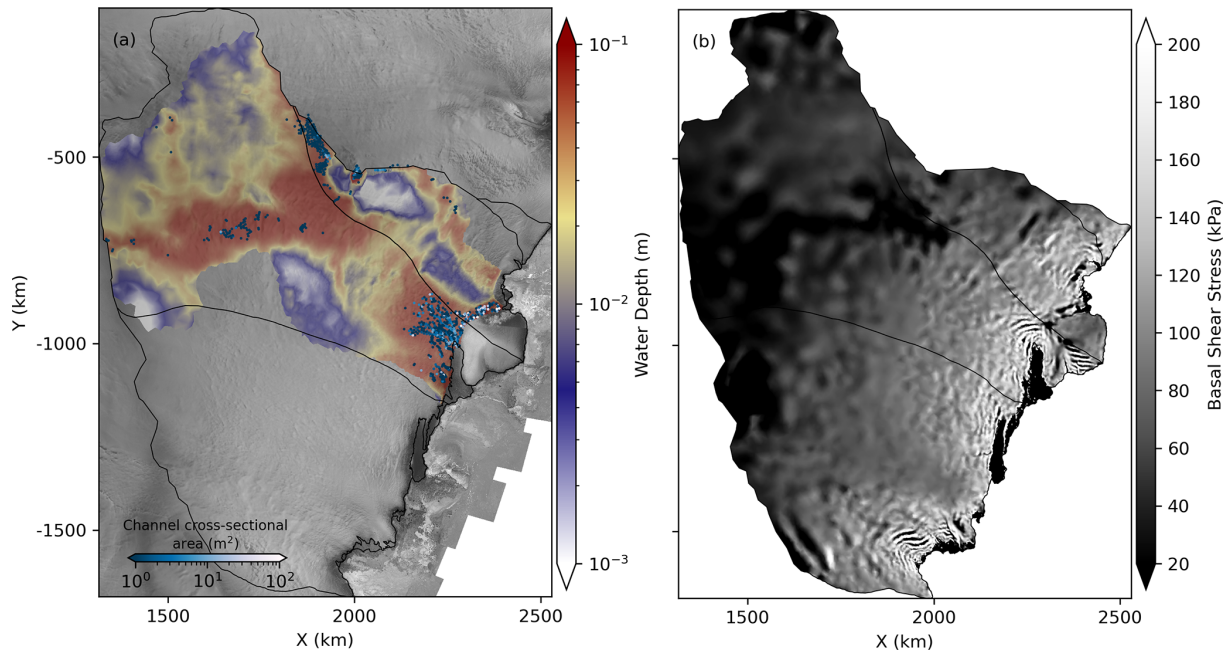 (a)
-500
-1000
-1500
Y (km)
1500
2000
2500
X (km)
Channel cross-sectional
area (m²)
10⁰
10¹
10²
10⁻¹
10⁻²
10⁻³
Water Depth (m)
(b)
1500
2000
2500
X (km)
200
180
160
140
120
100
80
60
40
20
Basal Shear Stress (kPa)